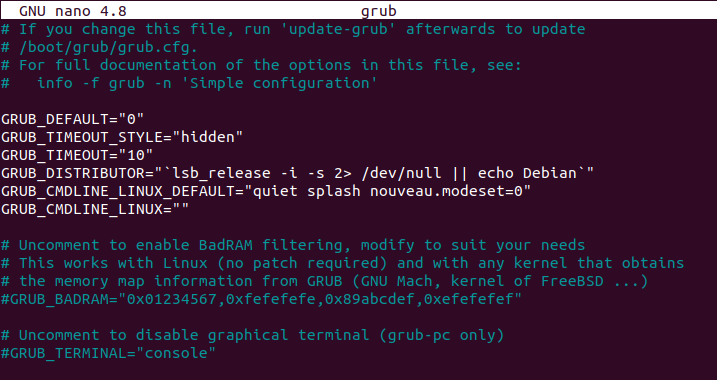 GNU nano 4.8 grub
# If you change this file, run 'update-grub' afterwards to update
# /boot/grub/grub.cfg.
# For full documentation of the options in this file, see:
#   info -f grub -n 'Simple configuration'
GRUB_DEFAULT="0"
GRUB_TIMEOUT_STYLE="hidden"
GRUB_TIMEOUT="10"
GRUB_DISTRIBUTOR="`lsb_release -i -s 2> /dev/null || echo Debian`"
GRUB_CMDLINE_LINUX_DEFAULT="quiet splash nouveau.modeset=0"
GRUB_CMDLINE_LINUX=""
# Uncomment to enable BadRAM filtering, modify to suit your needs
# This works with Linux (no patch required) and with any kernel that obtains
# the memory map information from GRUB (GNU Mach, kernel of FreeBSD ...)
#GRUB_BADRAM="0x01234567,0xfefefefe,0x89abcdef,0xefefefef"
# Uncomment to disable graphical terminal (grub-pc only)
#GRUB_TERMINAL="console"